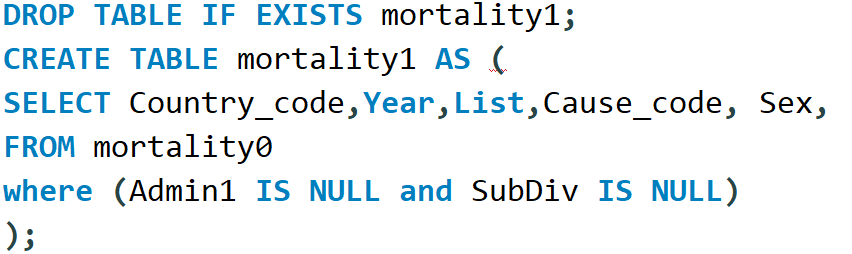 DROP TABLE IF EXISTS mortality1;
CREATE TABLE mortality1 AS (
SELECT Country_code,Year,List,Cause_code, Sex,
FROM mortality0
where (Admin1 IS NULL and SubDiv IS NULL)
);